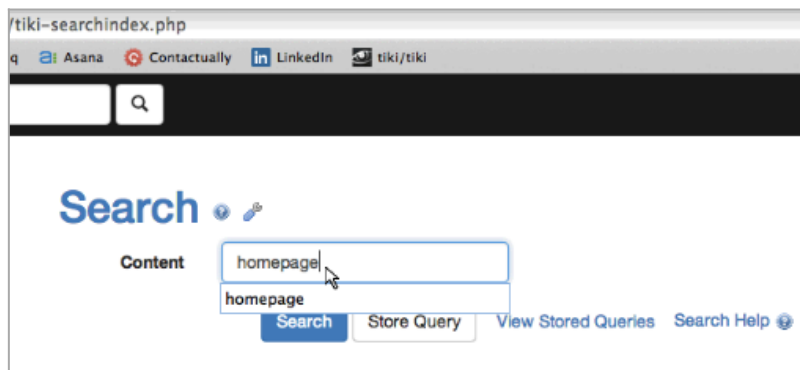 /tiki-searchindex.php
q Asana Contactually LinkedIn tiki/tiki
Search
Content homepage
homepage
Search Store Query View Stored Queries Search Help